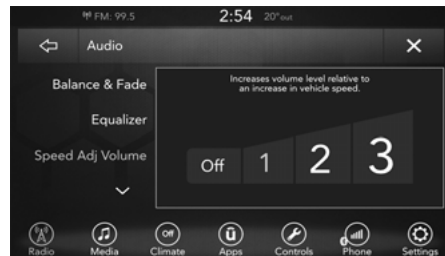 FM: 99.5
2:54
20°out
Audio
Balance & Fade
Equalizer
Speed Adj Volume
Increases volume level relative to
an increase in vehicle speed.
Off 1 2 3
Off
Radio
Media
Climate
Apps
Controls
Phone
Settings